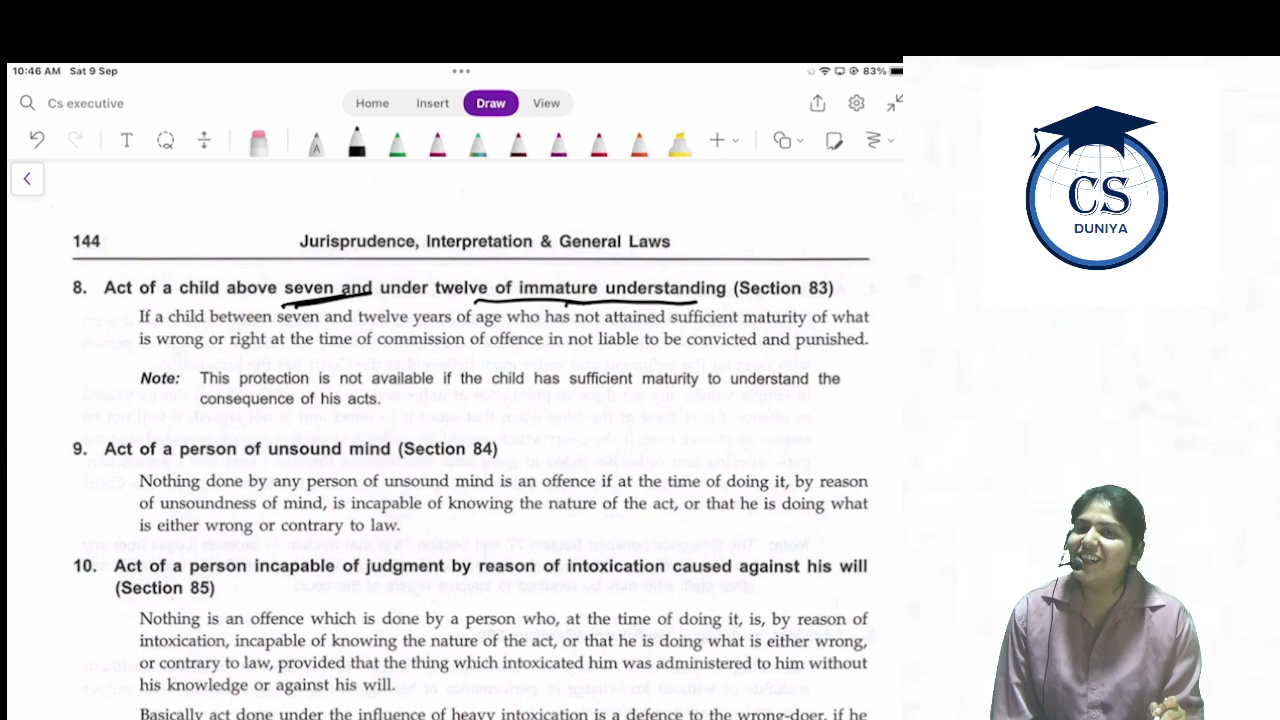 10:46 AM Sat 9 Sep
83%
Cs executive
Home Insert Draw View
T
A
CS
DUNIYA
144 Jurisprudence, Interpretation & General Laws
8. Act of a child above seven and under twelve of immature understanding (Section 83)
If a child between seven and twelve years of age who has not attained sufficient maturity of what
is wrong or right at the time of commission or offence in not liable to be convicted and punished.
Note: This protection is not available if the child has sufficient maturity to understand the
consequence of his acts.
9. Act of a person of unsound mind (Section 84)
Nothing done by any person of unsound mind is an offence if at the time of doing it, by reason
of unsoundness of mind, is incapable of knowing the nature of the act, or that he is doing what
is either wrong or contrary to law.
10. Act of a person incapable of judgment by reason of intoxication caused against his will
(Section 85)
Nothing is an offence which is done by a person who, at the time of doing it, is, by reason of
intoxication, incapable of knowing the nature of the act, or that he is doing what is either wrong,
or contrary to law, provided that the thing which intoxicated him was administered to him without
his knowledge or against his will.
Basically act done under the influence of heavy intoxication is a defence to the wrong-doer, if he